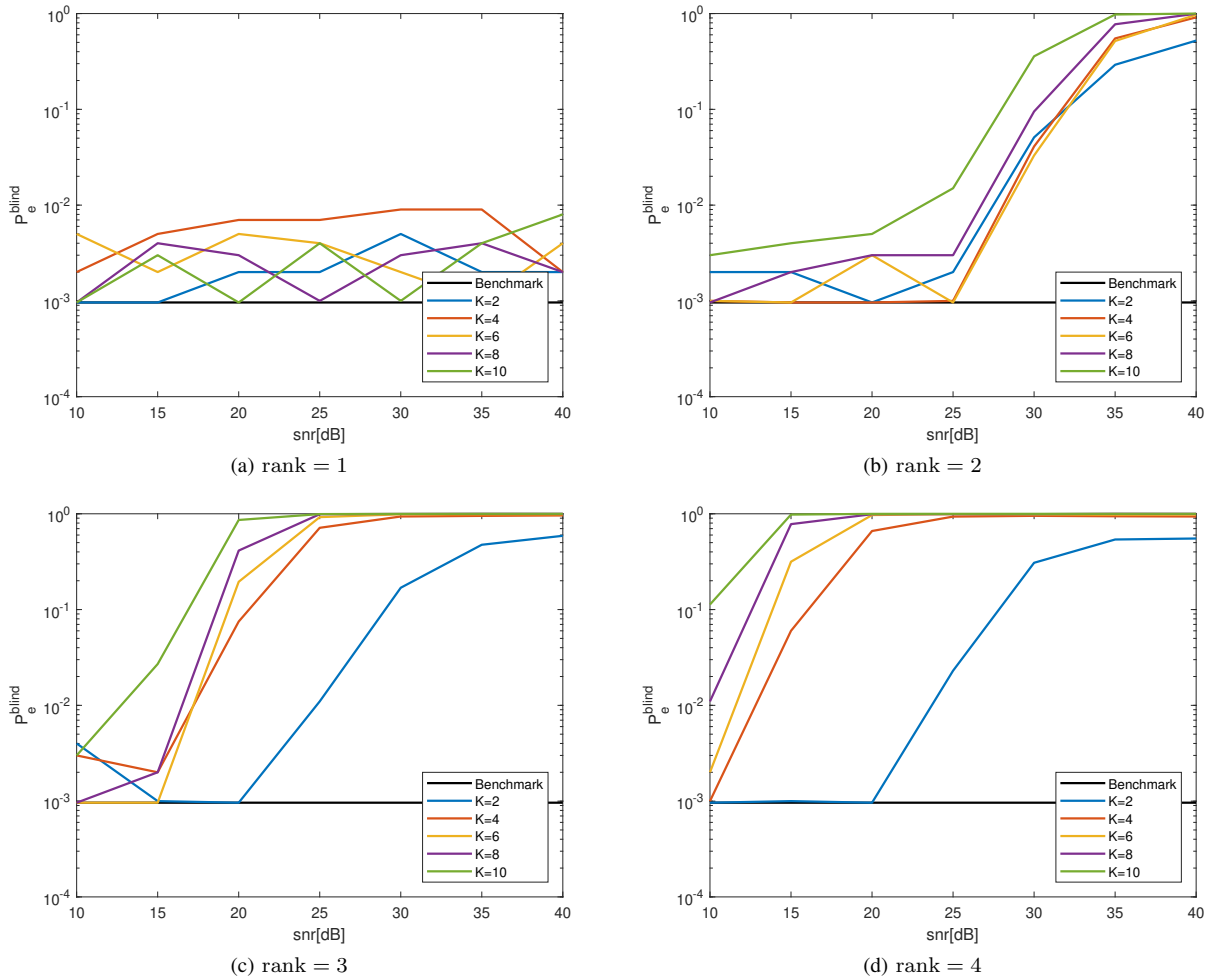 10^0
10^-1
10^-2
10^-3
10^-4
P_e^blind
10 15 20 25 30 35 40
snr[dB]
Benchmark
K=2
K=4
K=6
K=8
K=10
(a) rank = 1
10^0
10^-1
10^-2
10^-3
10^-4
P_e^blind
10 15 20 25 30 35 40
snr[dB]
Benchmark
K=2
K=4
K=6
K=8
K=10
(b) rank = 2
10^0
10^-1
10^-2
10^-3
10^-4
P_e^blind
10 15 20 25 30 35 40
snr[dB]
Benchmark
K=2
K=4
K=6
K=8
K=10
(c) rank = 3
10^0
10^-1
10^-2
10^-3
10^-4
P_e^blind
10 15 20 25 30 35 40
snr[dB]
Benchmark
K=2
K=4
K=6
K=8
K=10
(d) rank = 4